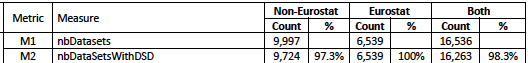 Metric Measure Non-Eurostat Eurostat Both
Count % Count % Count %
M1 nbDatasets 9,997 6,539 16,536
M2 nbDataSetsWithDSD 9,724 97.3% 6,539 100% 16,263 98.3%